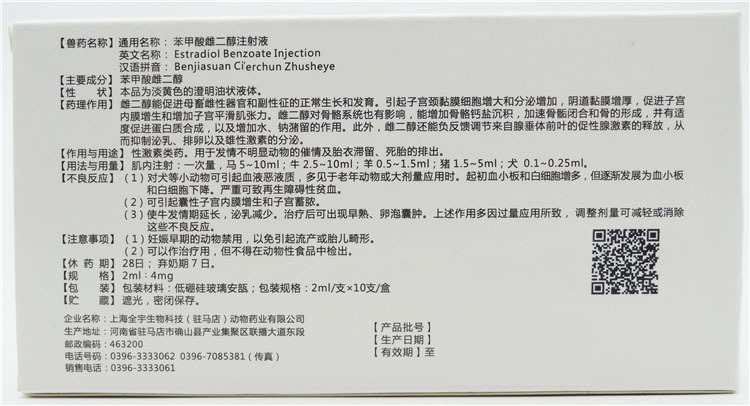 【兽药名称】通用名称：苯甲酸雌二醇注射液
英文名称：Estradiol Benzoate Injection
汉语拼音：Benjiasuan Ci'erchun Zhusheye
【主要成分】苯甲酸雌二醇
【性　　状】本品为淡黄色的澄明油状液体。
【药理作用】雌二醇能促进母畜雌性器官和副性征的正常生长和发育。引起子宫颈黏膜细胞增大和分泌增加，阴道黏膜增厚，促进子宫
内膜增生和增加子宫平滑肌张力。雌二醇对骨骼系统也有影响，能增加骨骼钙盐沉积，加速骨骺闭合和骨的形成，并有适
度促进蛋白质合成，以及增加水、钠潴留的作用。此外，雌二醇还能负反馈调节来自腺垂体前叶的促性腺激素的释放，从
而抑制泌乳、排卵以及雄性激素的分泌。
【作用与用途】性激素类药。用于发情不明显动物的催情及胎衣滞留、死胎的排出。
【用法与用量】肌内注射：一次量，马 5~10ml；牛 2.5~10ml；羊 0.5~1.5ml；猪 1.5~5ml；犬 0.1~0.25ml。
【不良反应】（1）对犬等小动物可引起血液恶液质，多见于老年动物或大剂量应用时。起初血小板和白细胞增多，但逐渐发展为血小板
和白细胞下降。严重可致再生障碍性贫血。
（2）可引起囊性子宫内膜增生和子宫蓄脓。
（3）使牛发情期延长，泌乳减少。治疗后可出现早熟、卵泡囊肿。上述作用多因过量应用所致，调整剂量可减轻或消除
这些不良反应。
【注意事项】（1）妊娠早期的动物禁用，以免引起流产或胎儿畸形。
（2）可以作治疗用，但不得在动物性食品中检出。
【休 药 期】28日；弃奶期 7 日。
【规　　格】2ml：4mg
【包　　装】包装材料：低硼硅玻璃安瓿；包装规格：2ml/支×10支/盒
【贮　　藏】遮光，密闭保存。
企业名称：上海全宇生物科技（驻马店）动物药业有限公司
生产地址：河南省驻马店市确山县产业集聚区联播大道东段
邮政编码：463200
电话号码：0396-3333062 0396-7085381（传真）
销售电话：0396-3333061
【产品批号】
【生产日期】
【有效期】至